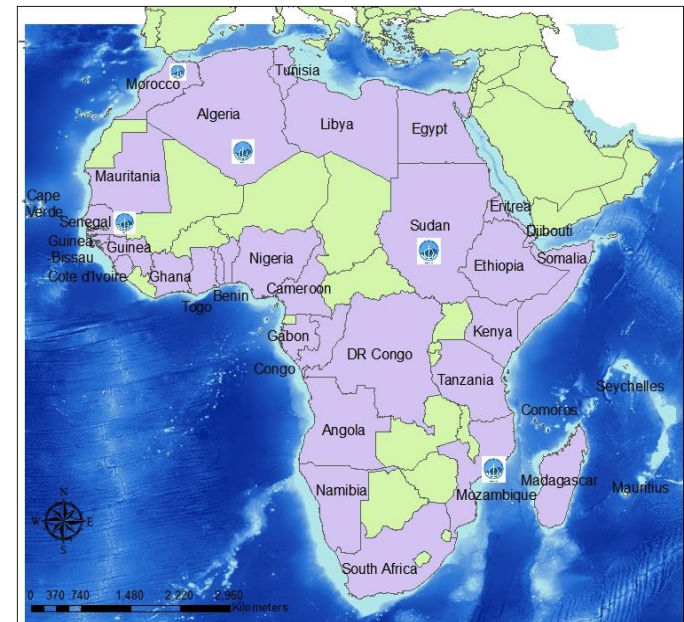 Tunisia
Morocco
Algeria
Libya
Egypt
Mauritania
Cape
Verde
Senegal
Eritrea
Sudan
Djibouti
Guinea
-Bissau
Guinea
Nigeria
Ethiopia
Somalia
Cote d'Ivoire
Ghana
Cameroon
Togo
Benin
Gabon
Kenya
DR Congo
Congo
Tanzania
Seychelles
Comoros
Angola
Madagascar
Mauritius
Namibia
Mozambique
N
W
E
S
South Africa
0 370 740 1,480 2,220 2,960
Kilometers